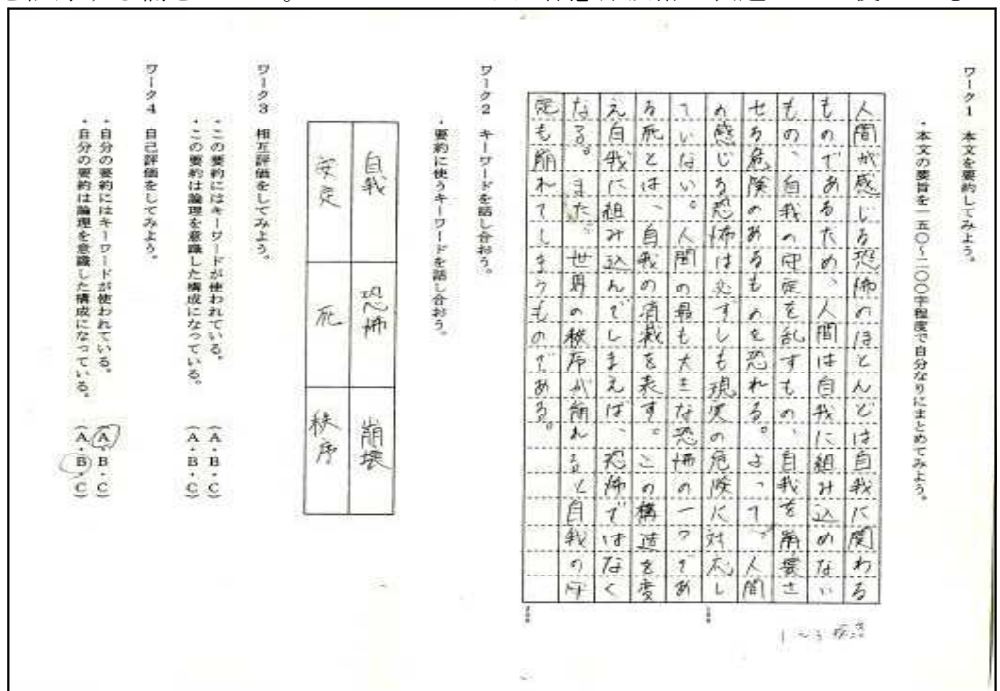 ワーク1 本文を要約してみよう。
・本文の要旨を一五〇~二〇〇字程度で自分なりにまとめてみよう。
人間が感じる恐怖のほとんどは自我に関わる
ものであるため、人間は自我に組み込めない
もの、自我の安定を乱すもの、自我を崩壊さ
せる危険のあるものを恐れる。よって、人間
の感じる恐怖は必ずしも現実の危険に対応し
ていない。人間の最も大きな恐怖の一つであ
る死とは、自我の消滅を表す。この構造を変
え自我に組み込んでしまえば、恐怖ではなく
なる。また、世界の秩序が崩れると自我の安
定も崩れてしまうものである。
ワーク2 キーワードを話し合おう。
・要約に使うキーワードを話し合おう。
自我 恐怖 崩壊
安定 死 秩序
ワーク3 相互評価をしてみよう。
・この要約にはキーワードが使われている。 (A・B・C)
・この要約は論理を意識した構成になっている。 (A・B・C)
ワーク4 自己評価をしてみよう。
・自分の要約にはキーワードが使われている。 (A・B・C)
・自分の要約は論理を意識した構成になっている。 (A・B・C)